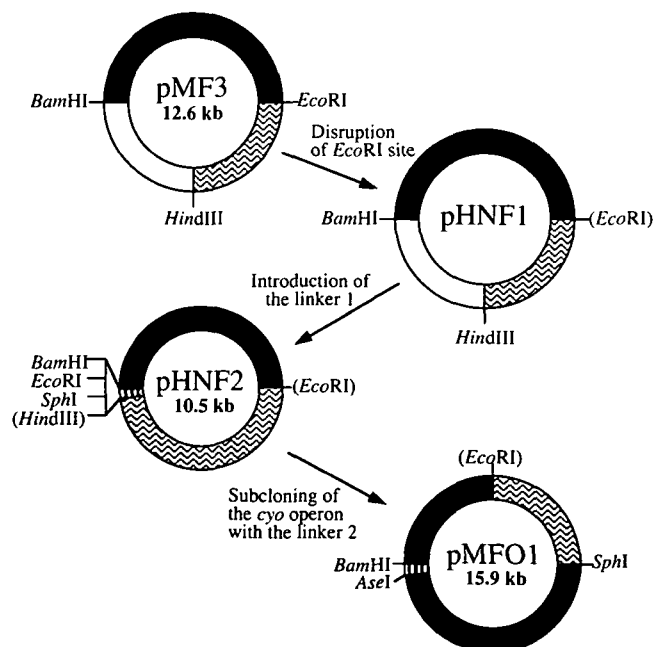 pMF3
12.6 kb
BamHI
EcoRI
HindIII
Disruption
of EcoRI site
pHNF1
BamHI
(EcoRI)
HindIII
Introduction of
the linker 1
pHNF2
10.5 kb
BamHI
EcoRI
SphI
(HindIII)
(EcoRI)
Subcloning of
the cyo operon
with the linker 2
(EcoRI)
pMFO1
15.9 kb
BamHI
AseI
SphI